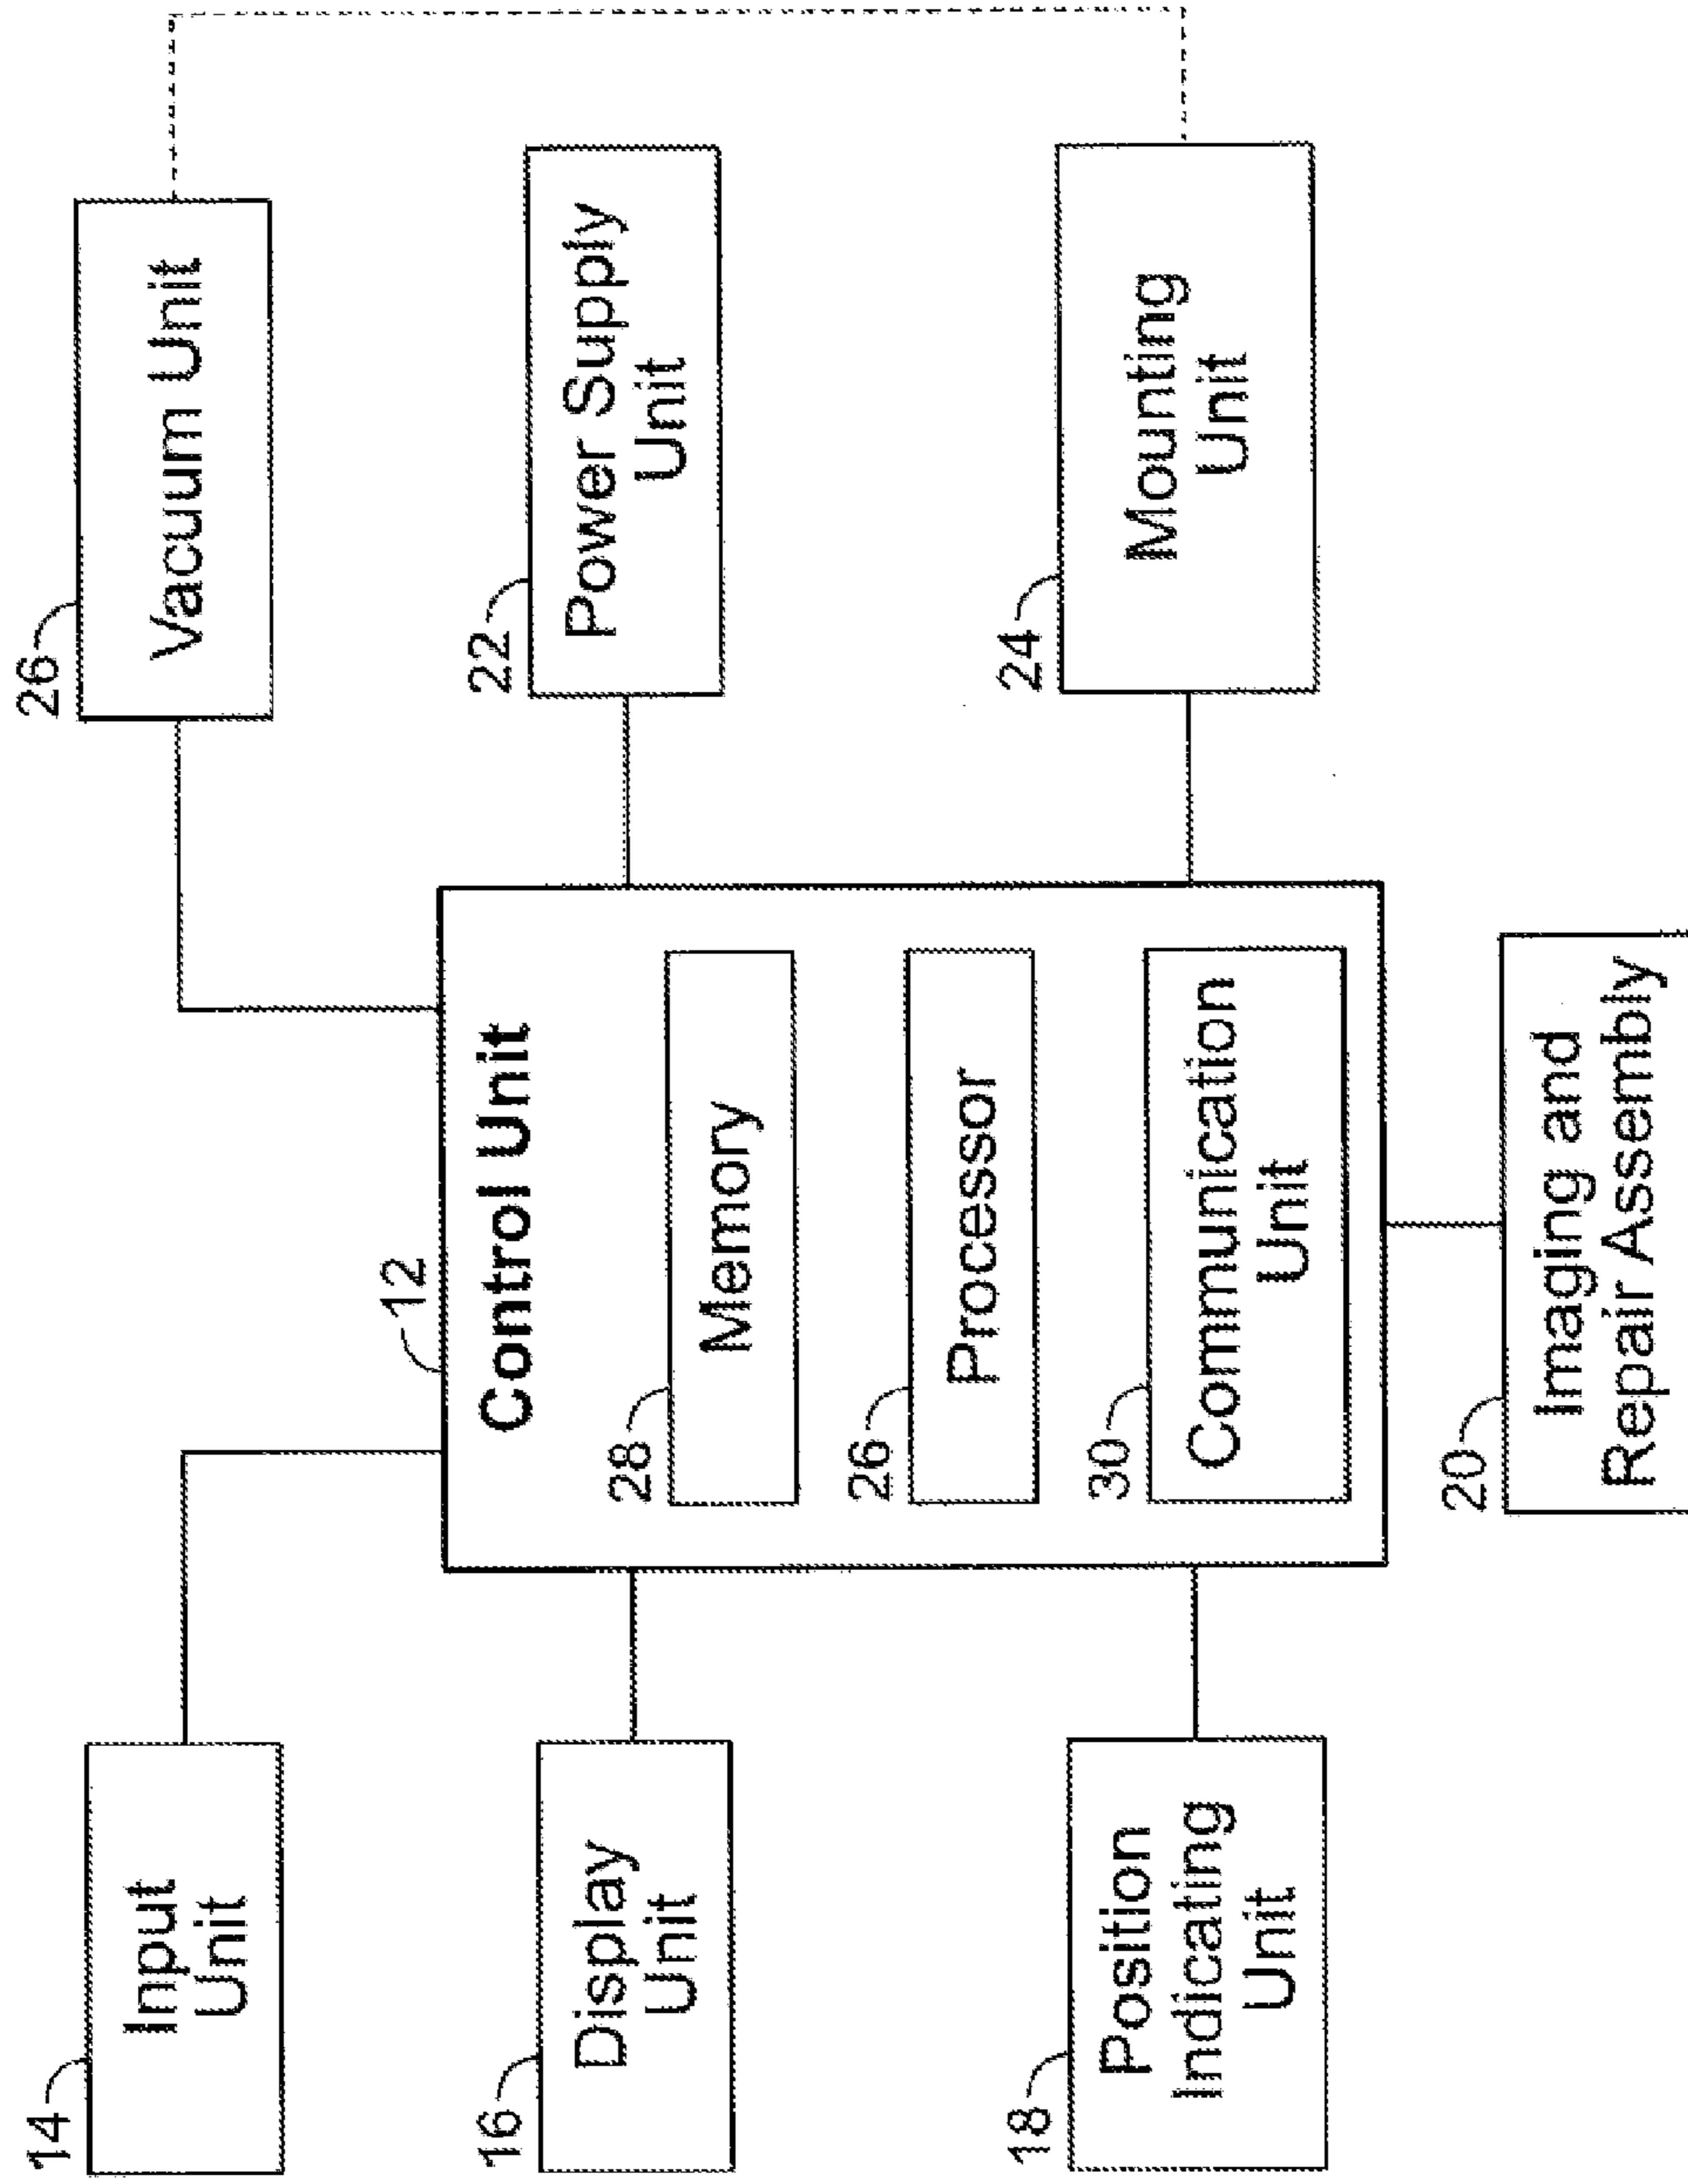 14
Input
Unit
16
Display
Unit
18
Position
Indicating
Unit
12
Control Unit
28
Memory
26
Processor
30
Communication
Unit
20
Imaging and
Repair Assembly
26
Vacuum Unit
22
Power Supply
Unit
24
Mounting
Unit